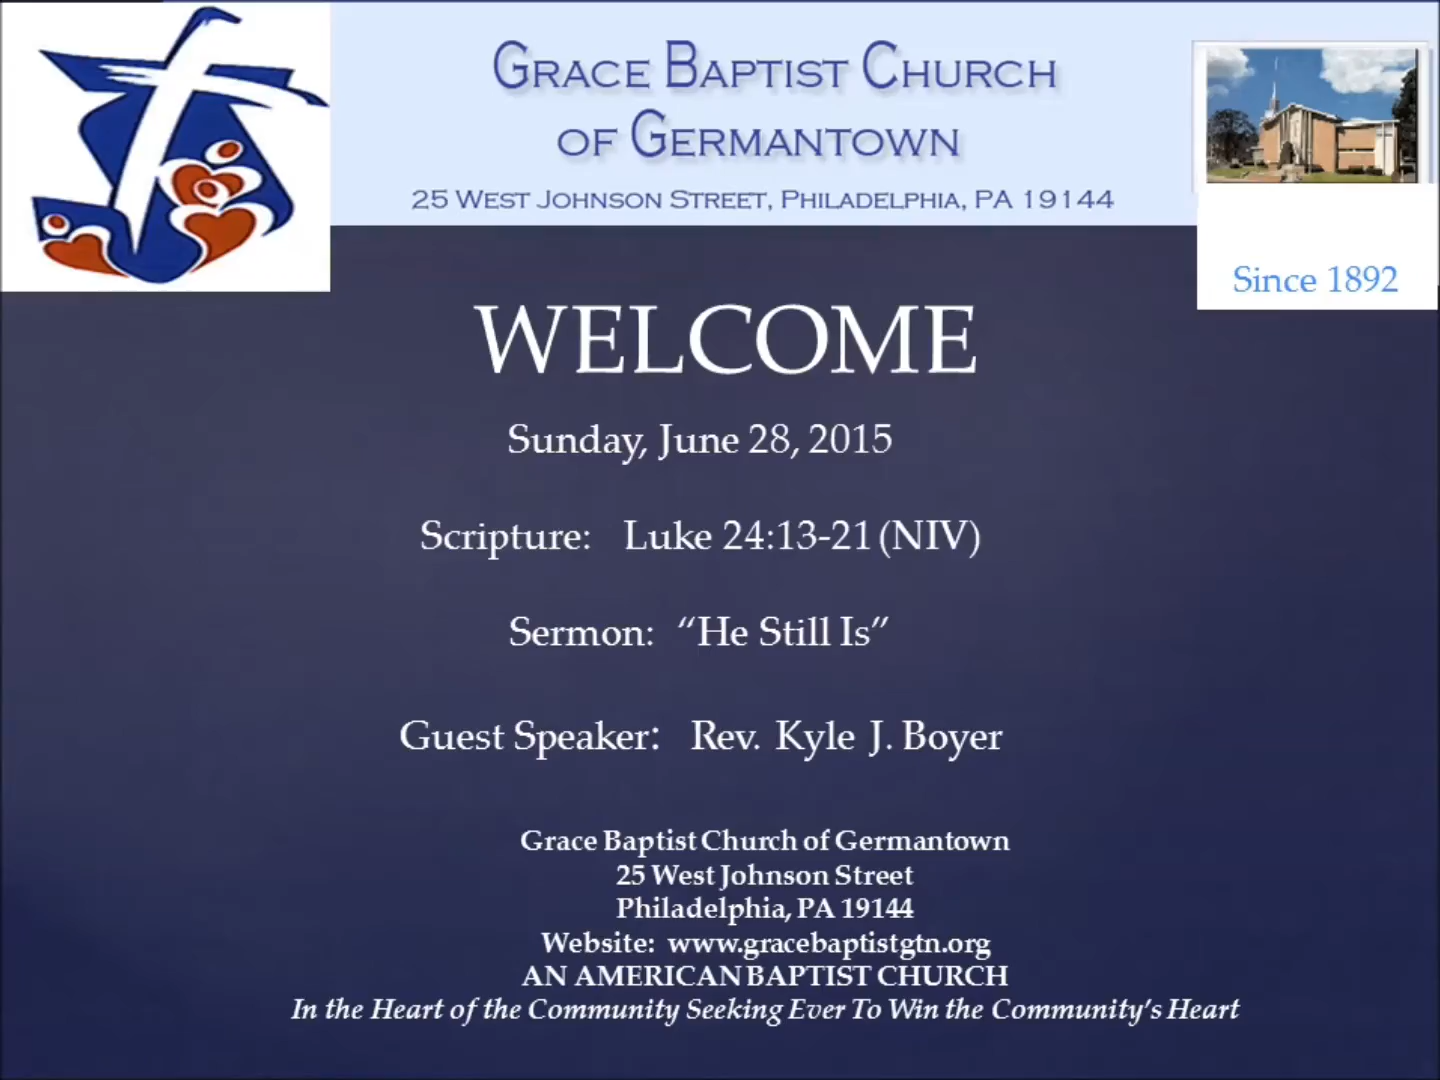 GRACE BAPTIST CHURCH
OF GERMANTOWN
25 WEST JOHNSON STREET, PHILADELPHIA, PA 19144
Since 1892
WELCOME
Sunday, June 28, 2015
Scripture: Luke 24:13-21 (NIV)
Sermon: “He Still Is”
Guest Speaker: Rev. Kyle J. Boyer
Grace Baptist Church of Germantown
25 West Johnson Street
Philadelphia, PA 19144
Website: www.gracebaptistgtn.org
AN AMERICAN BAPTIST CHURCH
In the Heart of the Community Seeking Ever To Win the Community’s Heart